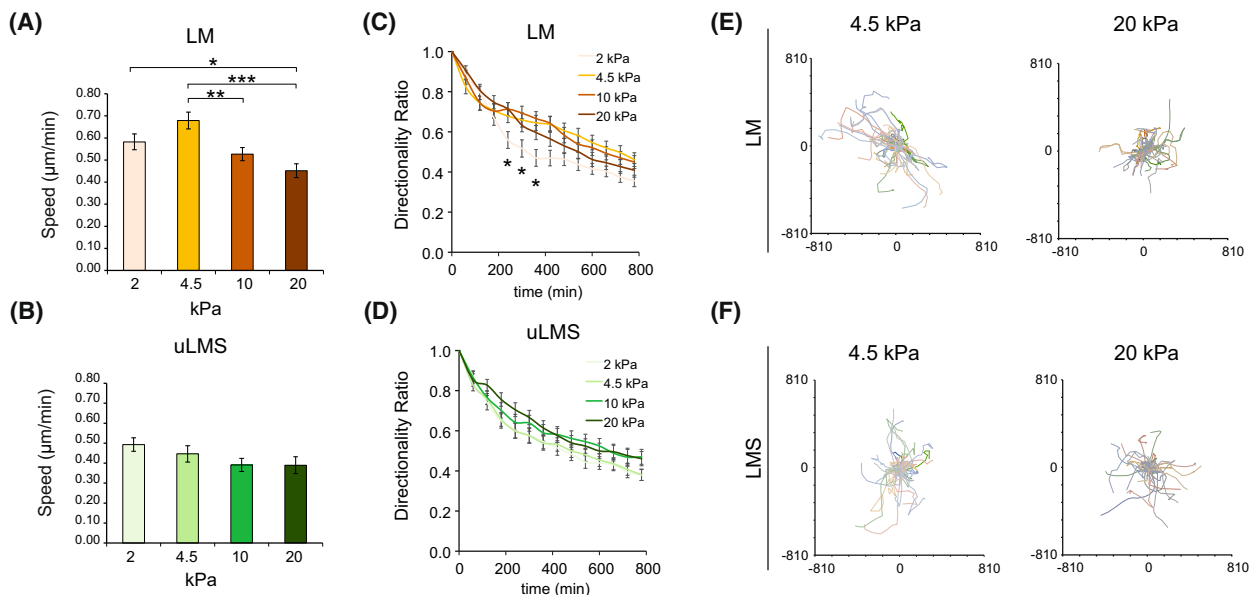 (A)
LM
*
***
**
Speed (µm/min)
0.80
0.70
0.60
0.50
0.40
0.30
0.20
0.10
0.00
2 4.5 10 20
kPa
(B)
uLMS
Speed (µm/min)
0.80
0.70
0.60
0.50
0.40
0.30
0.20
0.10
0.00
2 4.5 10 20
kPa
(C)
LM
Directionality Ratio
1.0
0.8
0.6
0.4
0.2
0.0
2 kPa
4.5 kPa
10 kPa
20 kPa
* * *
0 200 400 600 800
time (min)
(D)
uLMS
Directionality Ratio
1.0
0.8
0.6
0.4
0.2
0.0
2 kPa
4.5 kPa
10 kPa
20 kPa
0 200 400 600 800
time (min)
(E)
4.5 kPa
20 kPa
LM
810
0
-810
-810 0 810
810
0
-810
-810 0 810
(F)
4.5 kPa
20 kPa
LMS
810
0
-810
-810 0 810
810
0
-810
-810 0 810